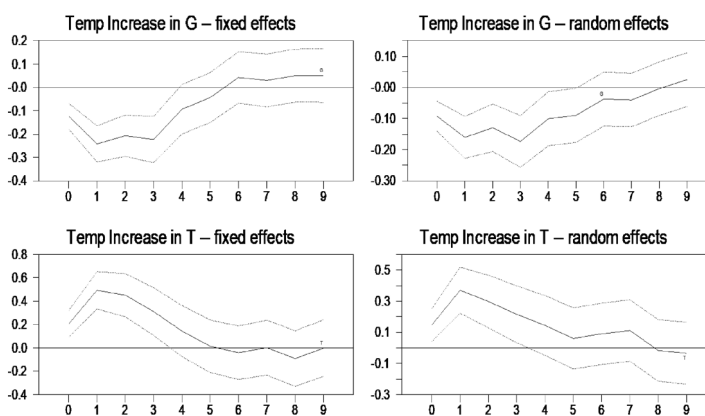 Temp Increase in G – fixed effects
0.2
0.1
-0.0
-0.1
-0.2
-0.3
-0.4
0 1 2 3 4 5 6 7 8 9
Temp Increase in G – random effects
0.10
-0.00
-0.10
-0.20
-0.30
0 1 2 3 4 5 6 7 8 9
Temp Increase in T – fixed effects
0.8
0.6
0.4
0.2
0.0
-0.2
-0.4
T
0 1 2 3 4 5 6 7 8 9
Temp Increase in T – random effects
0.5
0.3
0.1
-0.1
-0.3
T
0 1 2 3 4 5 6 7 8 9